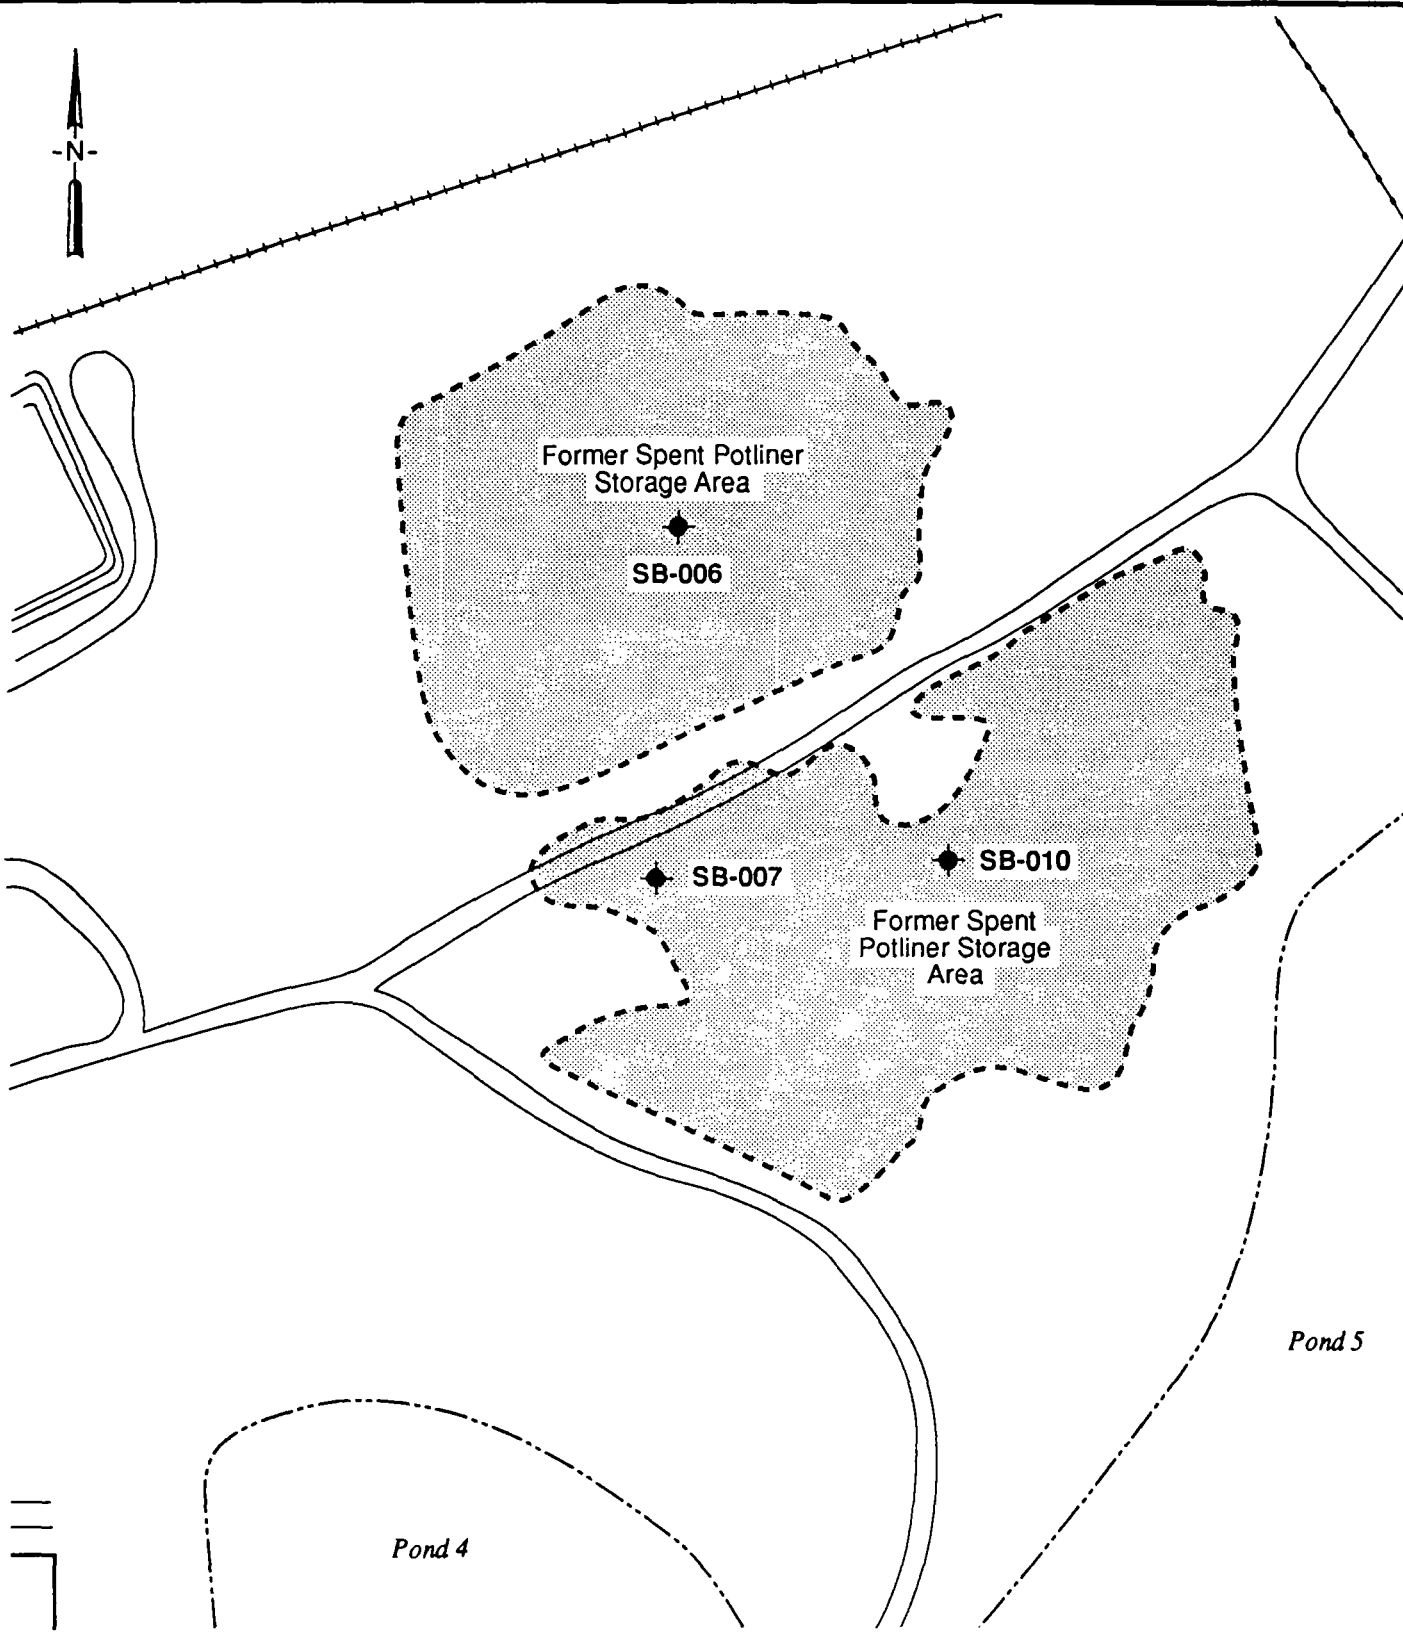 -N-
Former Spent Potliner
Storage Area
SB-006
SB-007
SB-010
Former Spent
Potliner Storage
Area
Pond 5
Pond 4